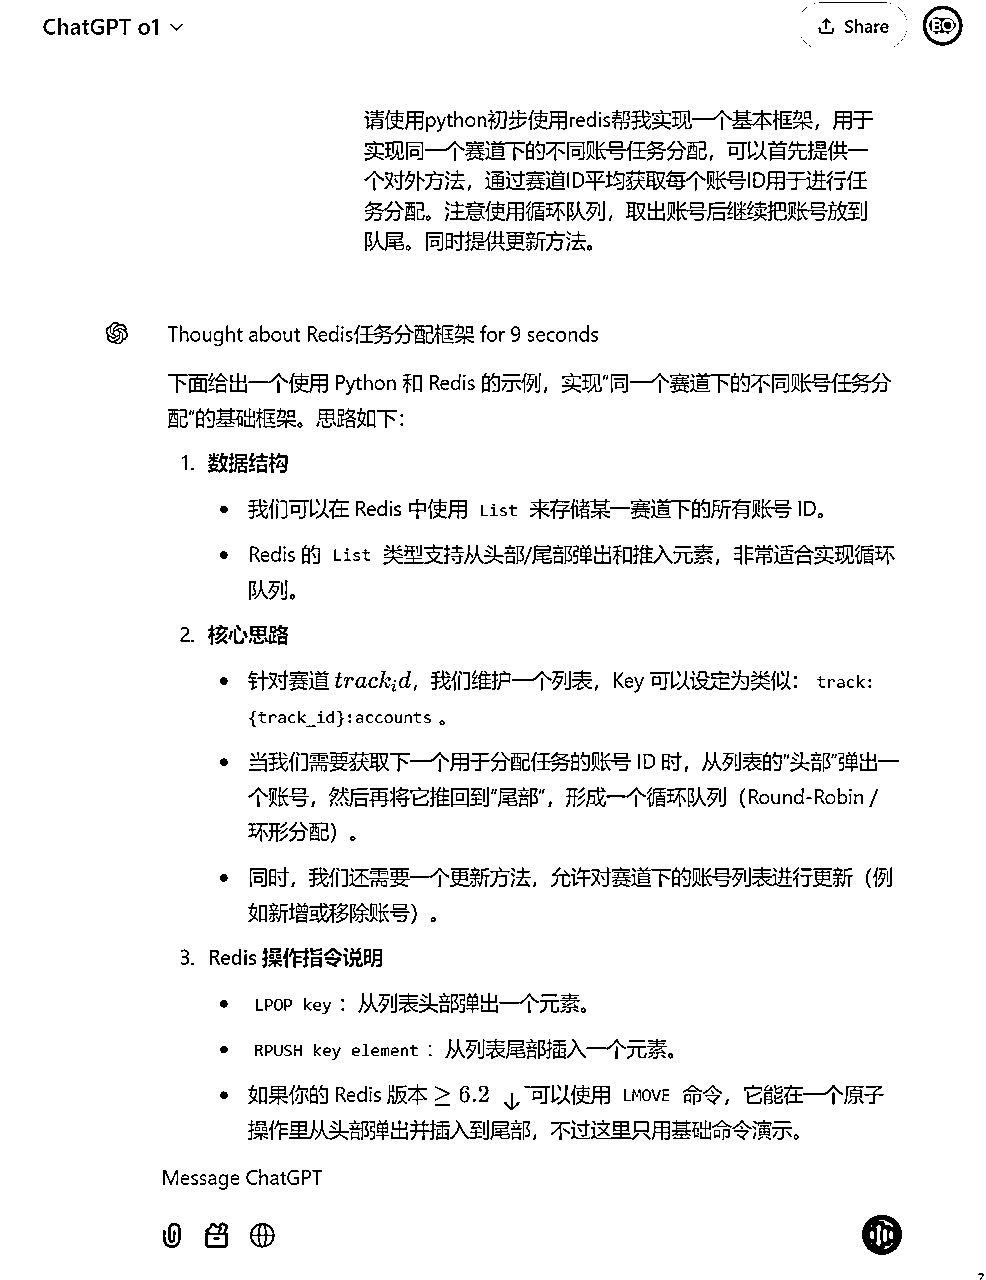 ChatGPT o1
Share
请使用python初步使用redis帮我实现一个基本框架，用于
实现同一个赛道下的不同账号任务分配，可以首先提供一
个对外方法，通过赛道ID平均获取每个账号ID用于进行任
务分配。注意使用循环队列，取出账号后继续把账号放到
队尾。同时提供更新方法。
Thought about Redis任务分配框架 for 9 seconds
下面给出一个使用 Python 和 Redis 的示例，实现“同一个赛道下的不同账号任务分
配”的基础框架。思路如下：
1. 数据结构
• 我们可以在 Redis 中使用 List 来存储某一赛道下的所有账号 ID。
• Redis 的 List 类型支持从头部/尾部弹出和推入元素，非常适合实现循环
队列。
2. 核心思路
• 针对赛道 track_id，我们维护一个列表，Key 可以设定为类似： track:
{track_id}:accounts 。
• 当我们需要获取下一个用于分配任务的账号 ID 时，从列表的“头部”弹出一
个账号，然后再将它推回到“尾部”，形成一个循环队列（Round-Robin /
环形分配）。
• 同时，我们还需要一个更新方法，允许对赛道下的账号列表进行更新（例
如新增或移除账号）。
3. Redis 操作指令说明
• LPOP key ：从列表头部弹出一个元素。
• RPUSH key element ：从列表尾部插入一个元素。
• 如果你的 Redis 版本 ≥ 6.2 ↓ 可以使用 LMOVE 命令，它能在一个原子
操作里从头部弹出并插入到尾部，不过这里只用基础命令演示。
Message ChatGPT